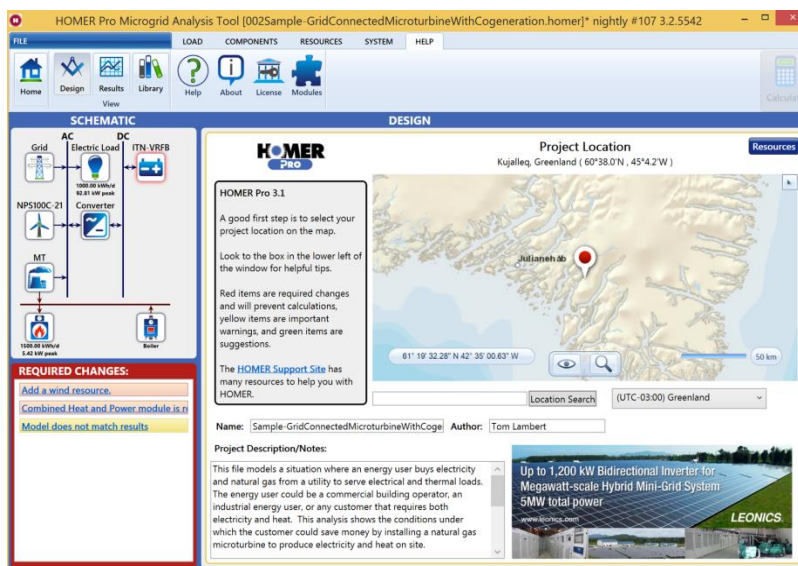 HOMER Pro Microgrid Analysis Tool [002Sample-GridConnectedMicroturbineWithCogeneration.homer]* nightly #107 3.2.5542
FILE
LOAD
COMPONENTS
RESOURCES
SYSTEM
HELP
Home
Design
Results
Library
View
Help
About
License
Modules
Calculate
SCHEMATIC
AC
DC
Grid
Electric Load
ITN-VRFB
1000.00 kWh/d
62.81 kW peak
NPS100C-21
Converter
MT
1500.00 kWh/d
5.42 kW peak
Boiler
REQUIRED CHANGES:
Add a wind resource.
Combined Heat and Power module is r
Model does not match results
DESIGN
HOMER
PRO
Project Location
Kujalleq, Greenland ( 60°38.0'N , 45°4.2'W )
Resources
HOMER Pro 3.1
A good first step is to select your
project location on the map.
Look to the box in the lower left of
the window for helpful tips.
Red items are required changes
and will prevent calculations,
yellow items are important
warnings, and green items are
suggestions.
The HOMER Support Site has
many resources to help you with
HOMER.
Julianehåb
61° 19' 32.28" N 42° 35' 00.63" W
50 km
Location Search
(UTC-03:00) Greenland
Name: Sample-GridConnectedMicroturbineWithCoge
Author: Tom Lambert
Project Description/Notes:
This file models a situation where an energy user buys electricity
and natural gas from a utility to serve electrical and thermal loads.
The energy user could be a commercial building operator, an
industrial energy user, or any customer that requires both
electricity and heat. This analysis shows the conditions under
which the customer could save money by installing a natural gas
microturbine to produce electricity and heat on site.
Up to 1,200 kW Bidirectional Inverter for
Megawatt-scale Hybrid Mini-Grid System
5MW total power
www.leonics.com
LEONICS.